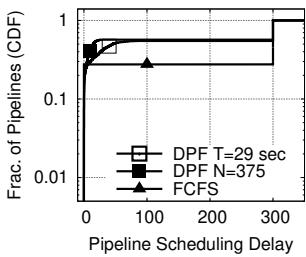 Frac. of Pipelines (CDF)
1
0.1
0.01
DPF T=29 sec
DPF N=375
FCFS
0 100 200 300
Pipeline Scheduling Delay